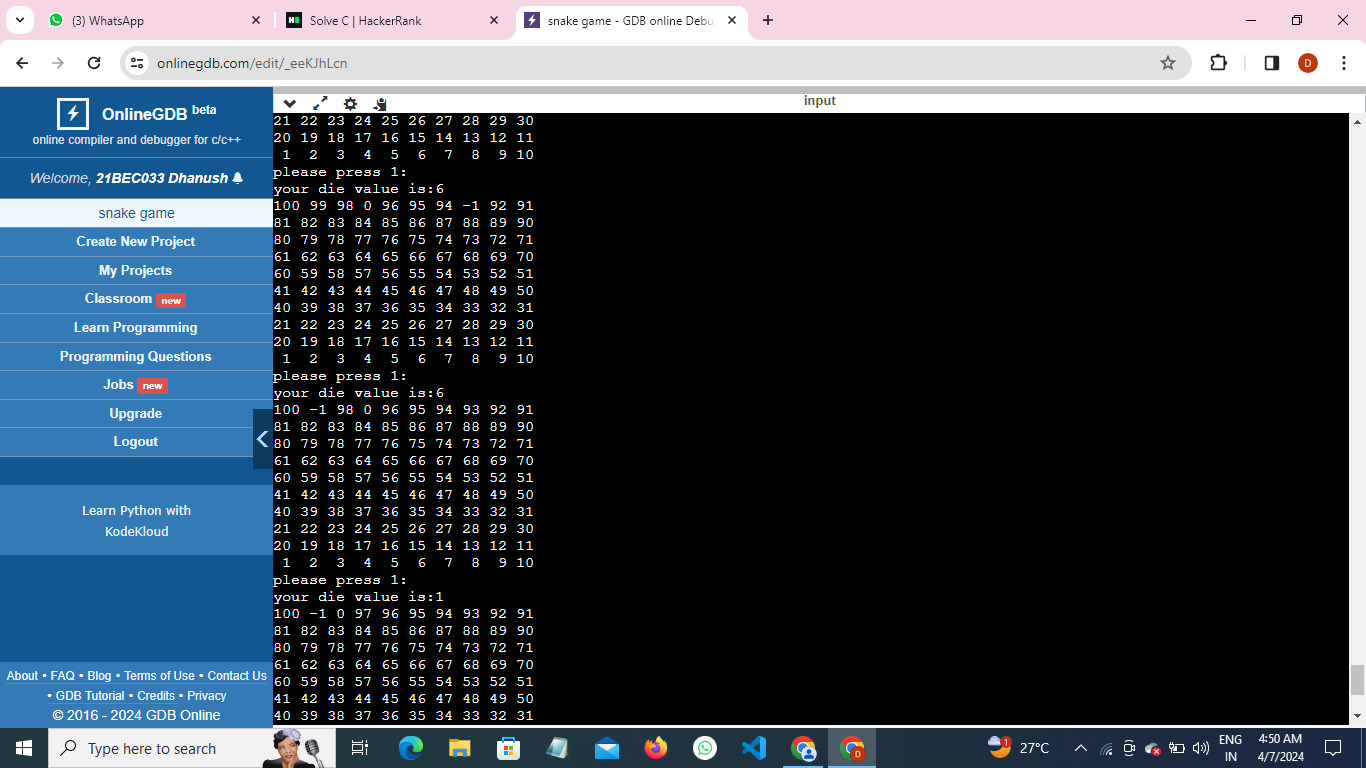 (3) WhatsApp
Solve C | HackerRank
snake game - GDB online Debu
onlinegdb.com/edit/_eeKJhLcn
D
OnlineGDB beta
online compiler and debugger for c/c++
Welcome, 21BEC033 Dhanush
snake game
Create New Project
My Projects
Classroom new
Learn Programming
Programming Questions
Jobs new
Upgrade
Logout
Learn Python with
KodeKloud
About • FAQ • Blog • Terms of Use • Contact Us
• GDB Tutorial • Credits • Privacy
© 2016 - 2024 GDB Online
input
21 22 23 24 25 26 27 28 29 30
20 19 18 17 16 15 14 13 12 11
1 2 3 4 5 6 7 8 9 10
please press 1:
your die value is:6
100 99 98 0 96 95 94 -1 92 91
81 82 83 84 85 86 87 88 89 90
80 79 78 77 76 75 74 73 72 71
61 62 63 64 65 66 67 68 69 70
60 59 58 57 56 55 54 53 52 51
41 42 43 44 45 46 47 48 49 50
40 39 38 37 36 35 34 33 32 31
21 22 23 24 25 26 27 28 29 30
20 19 18 17 16 15 14 13 12 11
1 2 3 4 5 6 7 8 9 10
please press 1:
your die value is:6
100 -1 98 0 96 95 94 93 92 91
81 82 83 84 85 86 87 88 89 90
80 79 78 77 76 75 74 73 72 71
61 62 63 64 65 66 67 68 69 70
60 59 58 57 56 55 54 53 52 51
41 42 43 44 45 46 47 48 49 50
40 39 38 37 36 35 34 33 32 31
21 22 23 24 25 26 27 28 29 30
20 19 18 17 16 15 14 13 12 11
1 2 3 4 5 6 7 8 9 10
please press 1:
your die value is:1
100 -1 0 97 96 95 94 93 92 91
81 82 83 84 85 86 87 88 89 90
80 79 78 77 76 75 74 73 72 71
61 62 63 64 65 66 67 68 69 70
60 59 58 57 56 55 54 53 52 51
41 42 43 44 45 46 47 48 49 50
40 39 38 37 36 35 34 33 32 31
Type here to search
D
1
27°C
ENG
IN
4:50 AM
4/7/2024